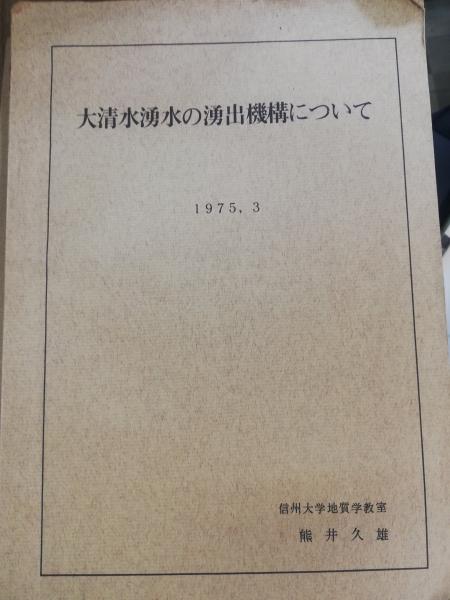 大清水湧水の湧出機構について
1975, 3
信州大学地質学教室
熊井久雄